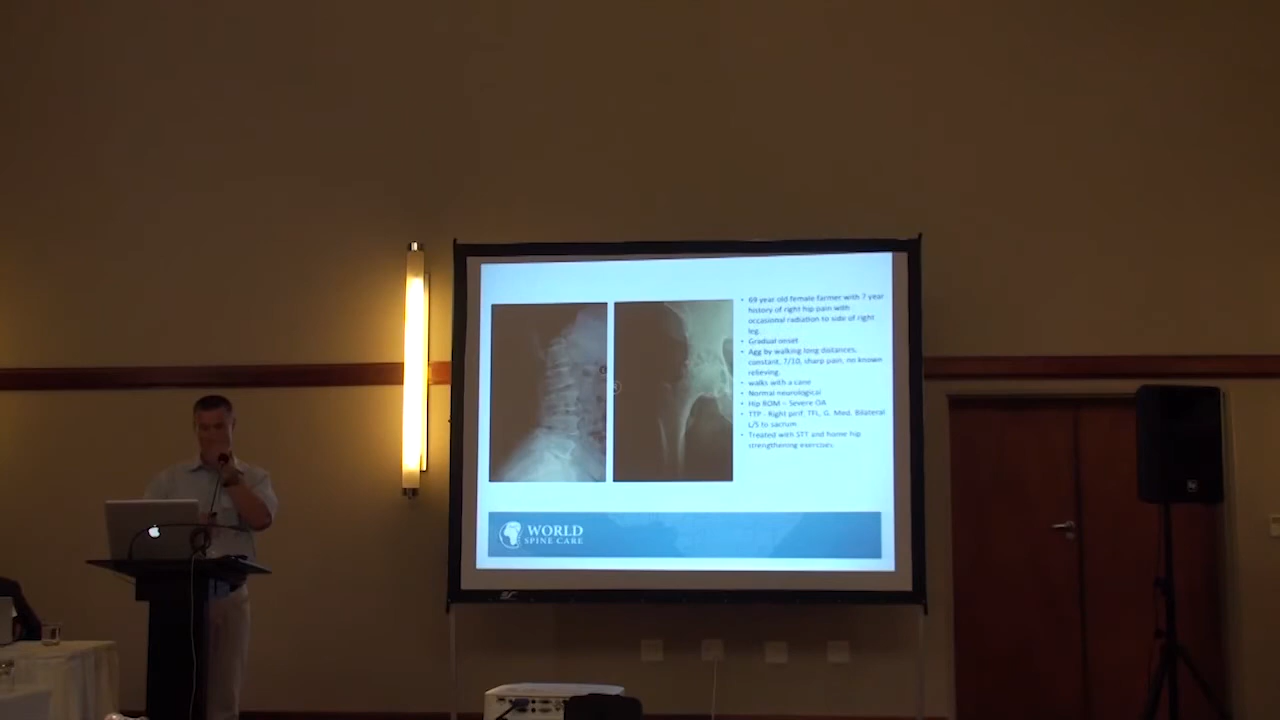 • 69 year old female farmer with 7 year
history of right hip pain with
occasional radiation to side of right
leg.
• Gradual onset
• Agg by walking long distances,
constant, 7/10, sharp pain, no known
relieving.
• walks with a cane
• Normal neurological
• Hip ROM – Severe OA
• TTP - Right pirif, TFL, G. Med. Bilateral
L/S to sacrum
• Treated with STT and home hip
strengthening exercises
WORLD
SPINE CARE